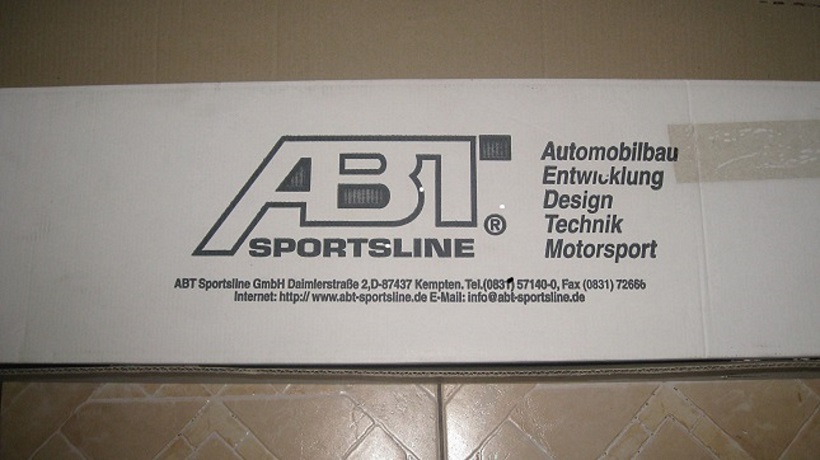 ABT
SPORTSLINE
®
Automobilbau
Entwicklung
Design
Technik
Motorsport
ABT Sportsline GmbH Daimlerstraße 2,D-87437 Kempten. Tel.(0831) 57140-0, Fax (0831) 72666
Internet: http:// www.abt-sportsline.de E-Mail: info@abt-sportsline.de